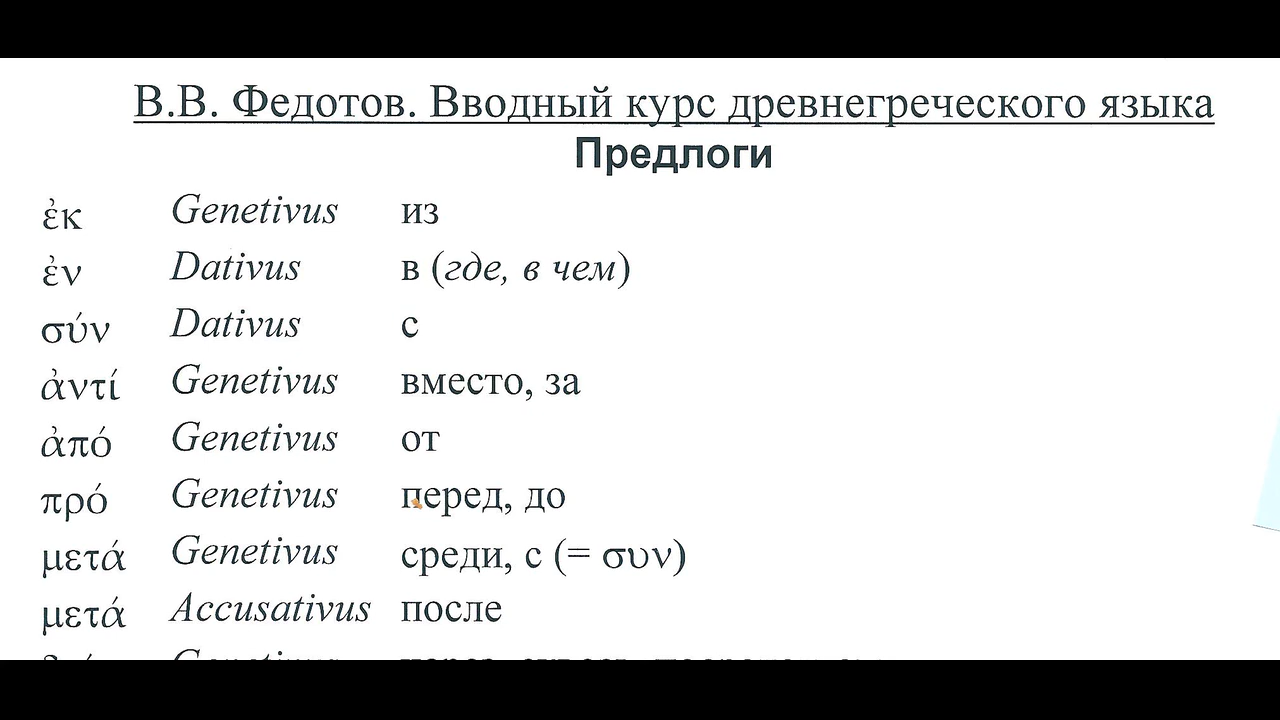 В.В. Федотов. Вводный курс древнегреческого языка
Предлоги
ἐκ Genetivus из
ἐν Dativus в (где, в чем)
σύν Dativus с
ἀντί Genetivus вместо, за
ἀπό Genetivus от
πρό Genetivus перед, до
μετά Genetivus среди, с (= συν)
μετά Accusativus после